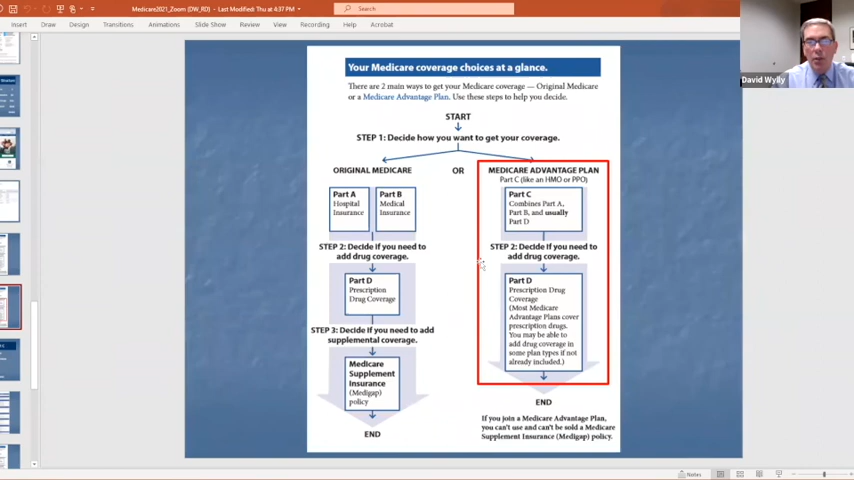 Medicare2021_Zoom (DW_RD) - Last Modified: Thu at 4:37 PM
Search
Insert Draw Design Transitions Animations Slide Show Review View Recording Help Acrobat
David Wylly
Your Medicare coverage choices at a glance.
There are 2 main ways to get your Medicare coverage — Original Medicare
or a Medicare Advantage Plan. Use these steps to help you decide.
START
STEP 1: Decide how you want to get your coverage.
ORIGINAL MEDICARE
Part A
Hospital
Insurance
Part B
Medical
Insurance
STEP 2: Decide if you need to
add drug coverage.
Part D
Prescription
Drug Coverage
STEP 3: Decide if you need to add
supplemental coverage.
Medicare
Supplement
Insurance
(Medigap)
policy
END
OR
MEDICARE ADVANTAGE PLAN
Part C (like an HMO or PPO)
Part C
Combines Part A,
Part B, and usually
Part D
STEP 2: Decide if you need to
add drug coverage.
Part D
Prescription Drug
Coverage
(Most Medicare
Advantage Plans cover
prescription drugs.
You may be able to
add drug coverage in
some plan types if not
already included.)
END
If you join a Medicare Advantage Plan,
you can't use and can't be sold a Medicare
Supplement Insurance (Medigap) policy.
Notes